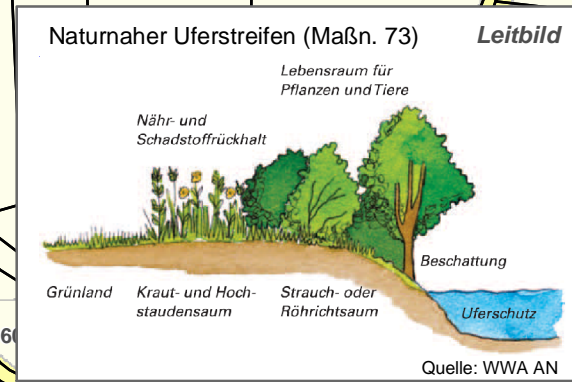 Naturnaher Uferstreifen (Maßn. 73) Leitbild
Lebensraum für
Pflanzen und Tiere
Nähr- und
Schadstoffrückhalt
Beschattung
Grünland
Kraut- und Hoch-
staudensaum
Strauch- oder
Röhrichtsaum
Uferschutz
Quelle: WWA AN